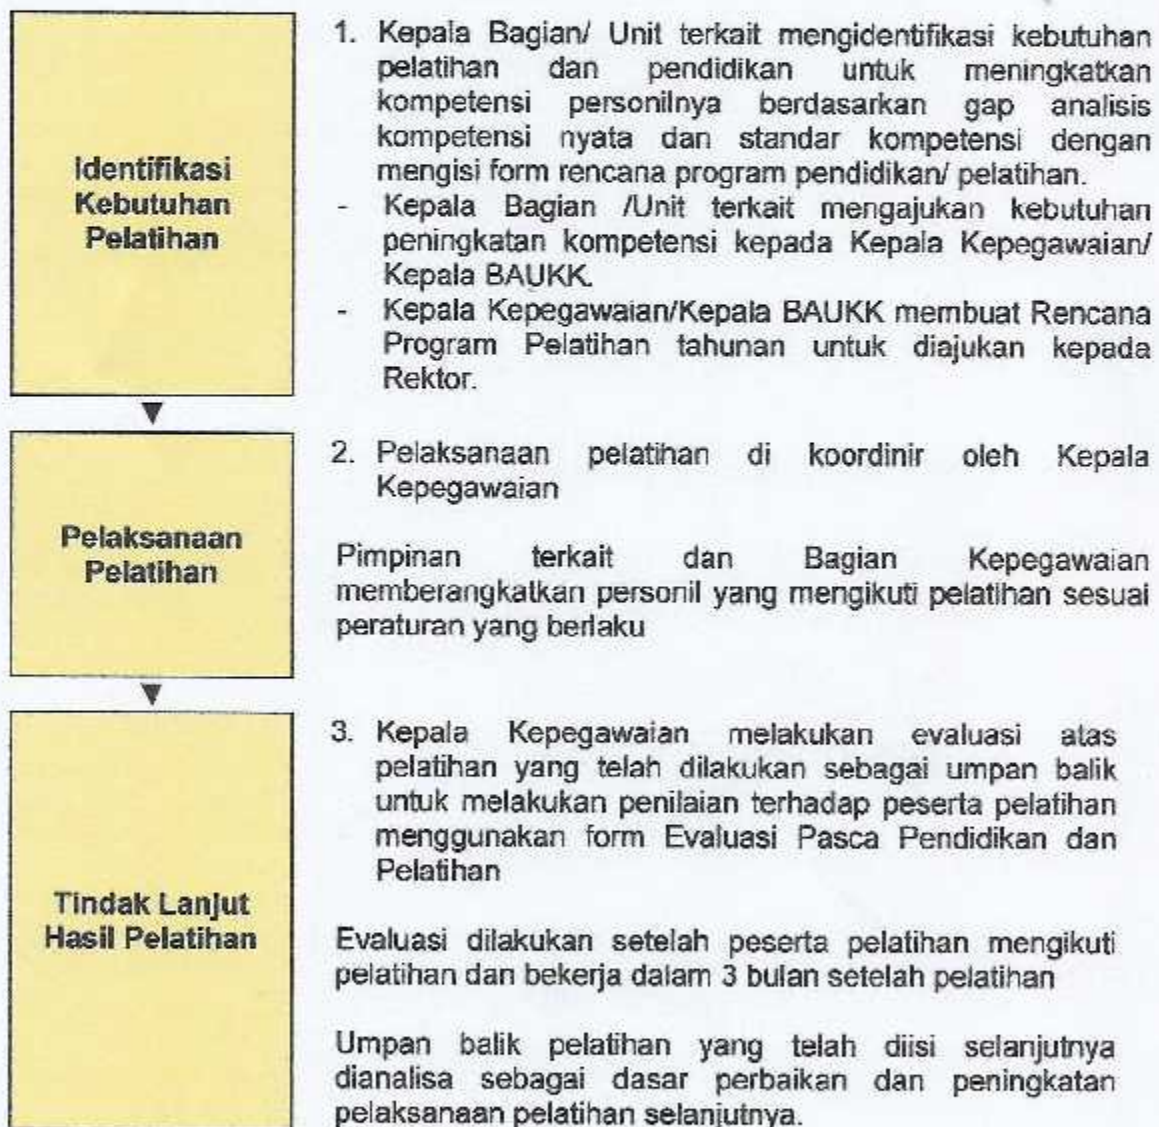 Identifikasi
Kebutuhan
Pelatihan
1. Kepala Bagian/ Unit terkait mengidentifikasi kebutuhan
pelatihan dan pendidikan untuk meningkatkan
kompetensi personilnya berdasarkan gap analisis
kompetensi nyata dan standar kompetensi dengan
mengisi form rencana program pendidikan/ pelatihan.
- Kepala Bagian /Unit terkait mengajukan kebutuhan
peningkatan kompetensi kepada Kepala Kepegawaian/
Kepala BAUKK.
- Kepala Kepegawaian/Kepala BAUKK membuat Rencana
Program Pelatihan tahunan untuk diajukan kepada
Rektor.
Pelaksanaan
Pelatihan
2. Pelaksanaan pelatihan di koordinir oleh Kepala
Kepegawaian
Pimpinan terkait dan Bagian Kepegawaian
memberangkatkan personil yang mengikuti pelatihan sesuai
peraturan yang berlaku
Tindak Lanjut
Hasil Pelatihan
3. Kepala Kepegawaian melakukan evaluasi atas
pelatihan yang telah dilakukan sebagai umpan balik
untuk melakukan penilaian terhadap peserta pelatihan
menggunakan form Evaluasi Pasca Pendidikan dan
Pelatihan
Evaluasi dilakukan setelah peserta pelatihan mengikuti
pelatihan dan bekerja dalam 3 bulan setelah pelatihan
Umpan balik pelatihan yang telah diisi selanjutnya
dianalisa sebagai dasar perbaikan dan peningkatan
pelaksanaan pelatihan selanjutnya.